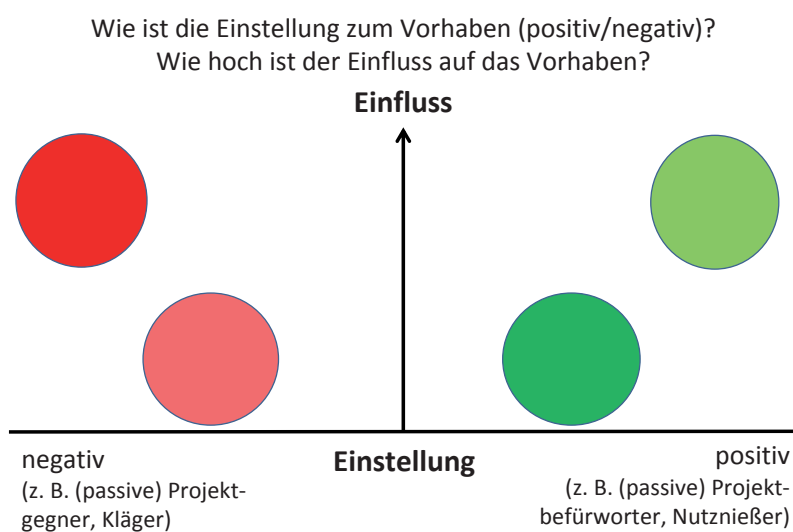 Wie ist die Einstellung zum Vorhaben (positiv/negativ)?
Wie hoch ist der Einfluss auf das Vorhaben?
Einfluss
negativ
(z. B. (passive) Projekt-
gegner, Kläger)
Einstellung
positiv
(z. B. (passive) Projekt-
befürworter, Nutznießer)